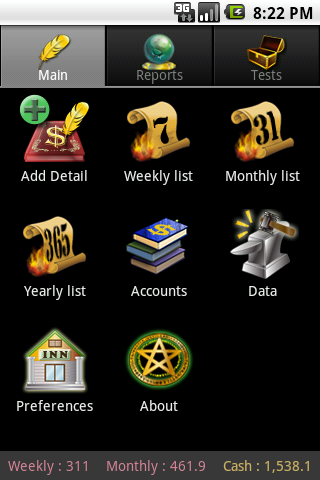 3G 8:22 PM
Main Reports Tests
$ 7 31
Add Detail Weekly list Monthly list
365 $
Yearly list Accounts Data
INN
Preferences About
Weekly : 311 Monthly : 461.9 Cash : 1,538.1